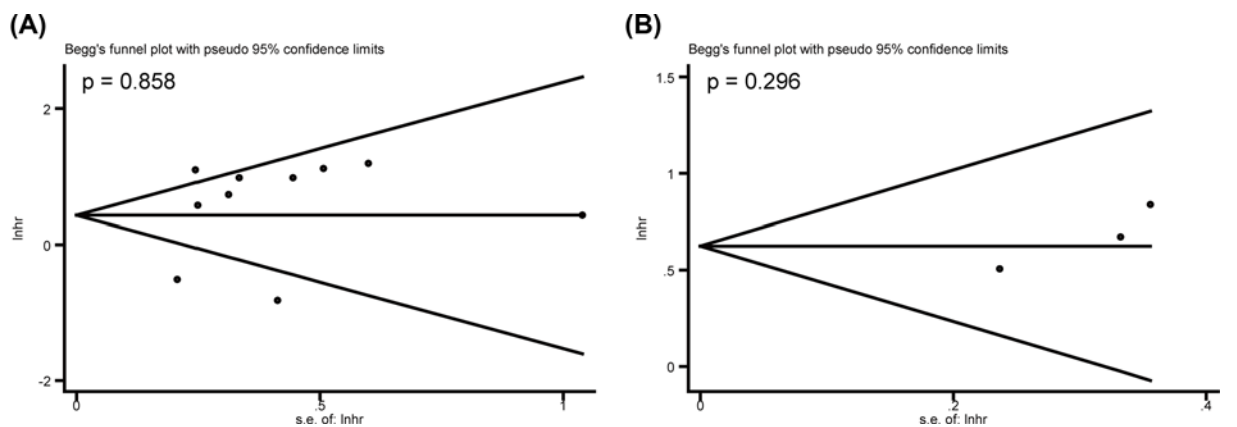 (A)
Begg's funnel plot with pseudo 95% confidence limits
p = 0.858
2
0
-2
lnhr
0 .5 1
s.e. of: lnhr
(B)
Begg's funnel plot with pseudo 95% confidence limits
p = 0.296
1.5
1
.5
0
lnhr
0 .2 .4
s.e. of: lnhr